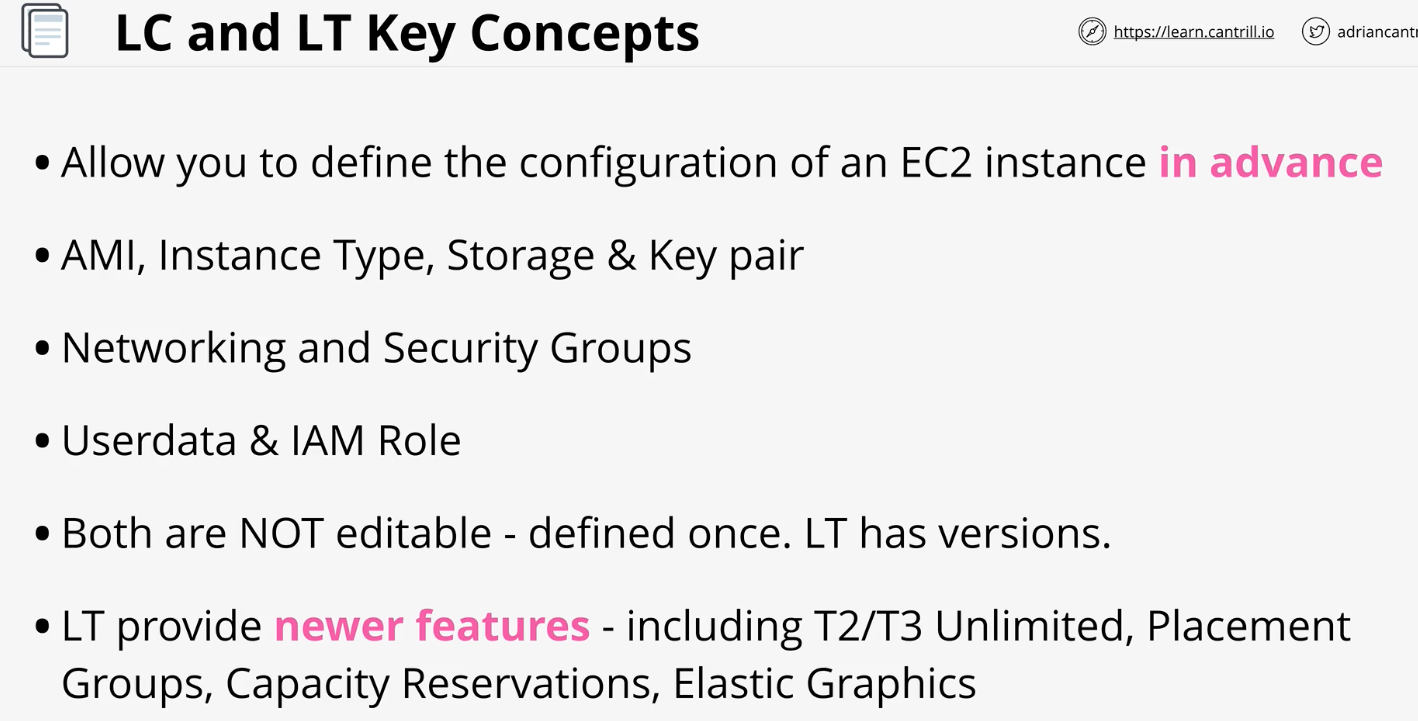 LC and LT Key Concepts
https://learn.cantrill.io
adriancantr
• Allow you to define the configuration of an EC2 instance in advance
• AMI, Instance Type, Storage & Key pair
• Networking and Security Groups
• Userdata & IAM Role
• Both are NOT editable - defined once. LT has versions.
• LT provide newer features - including T2/T3 Unlimited, Placement
Groups, Capacity Reservations, Elastic Graphics